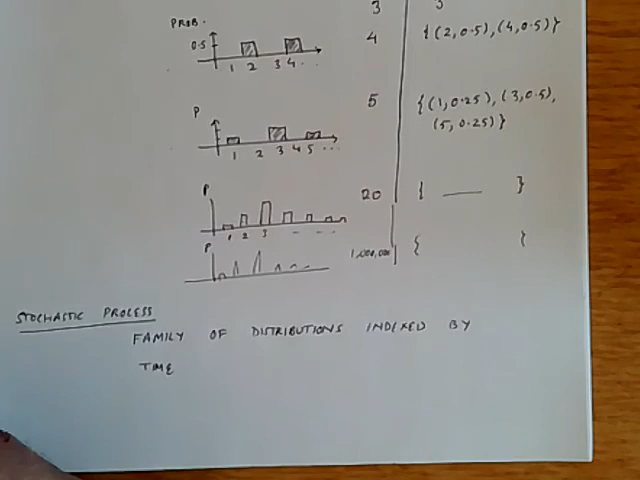 3 3
PROB.
0.5
1 2 3 4 . .
4 { (2,0.5), (4,0.5) }
P
1 2 3 4 5 ...
5 { (1,0.25), (3,0.5),
(5,0.25) }
P
1 2 3 - - - -
20 { ___ }
P
1,000,000 { }
STOCHASTIC PROCESS
FAMILY OF DISTRIBUTIONS INDEXED BY
TIME